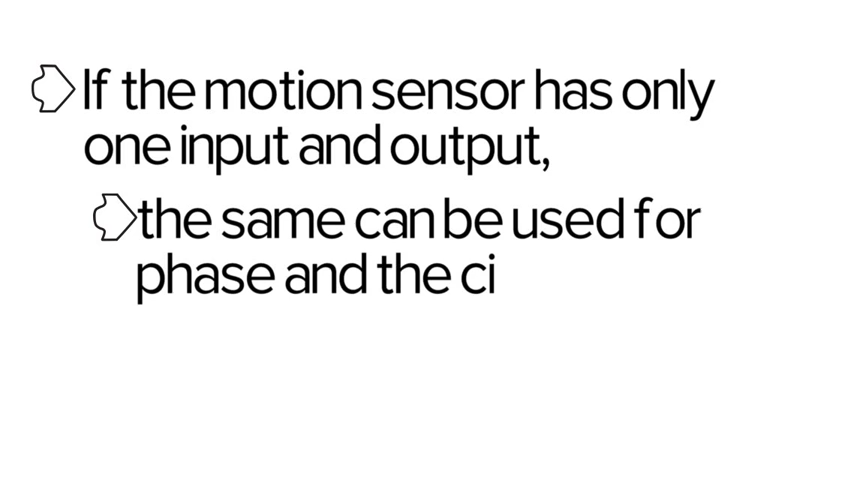 If the motion sensor has only
one input and output,
the same can be used for
phase and the ci